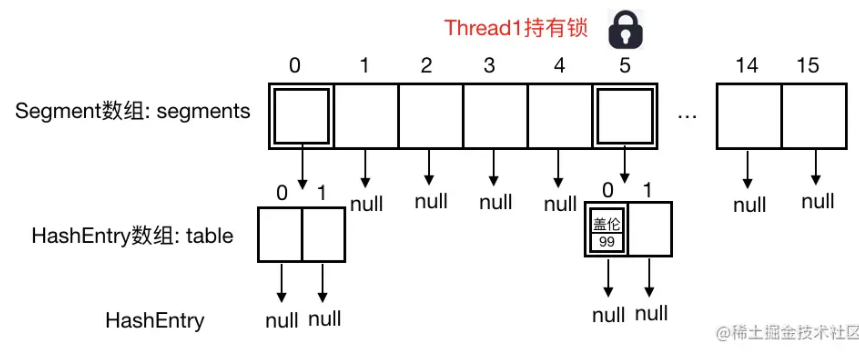 Thread1持有锁
0 1 2 3 4 5 14 15
Segment数组: segments ...
null null null null null null
0 1 0 1
HashEntry数组: table
盖伦
99
HashEntry null null null null
@稀土掘金技术社区